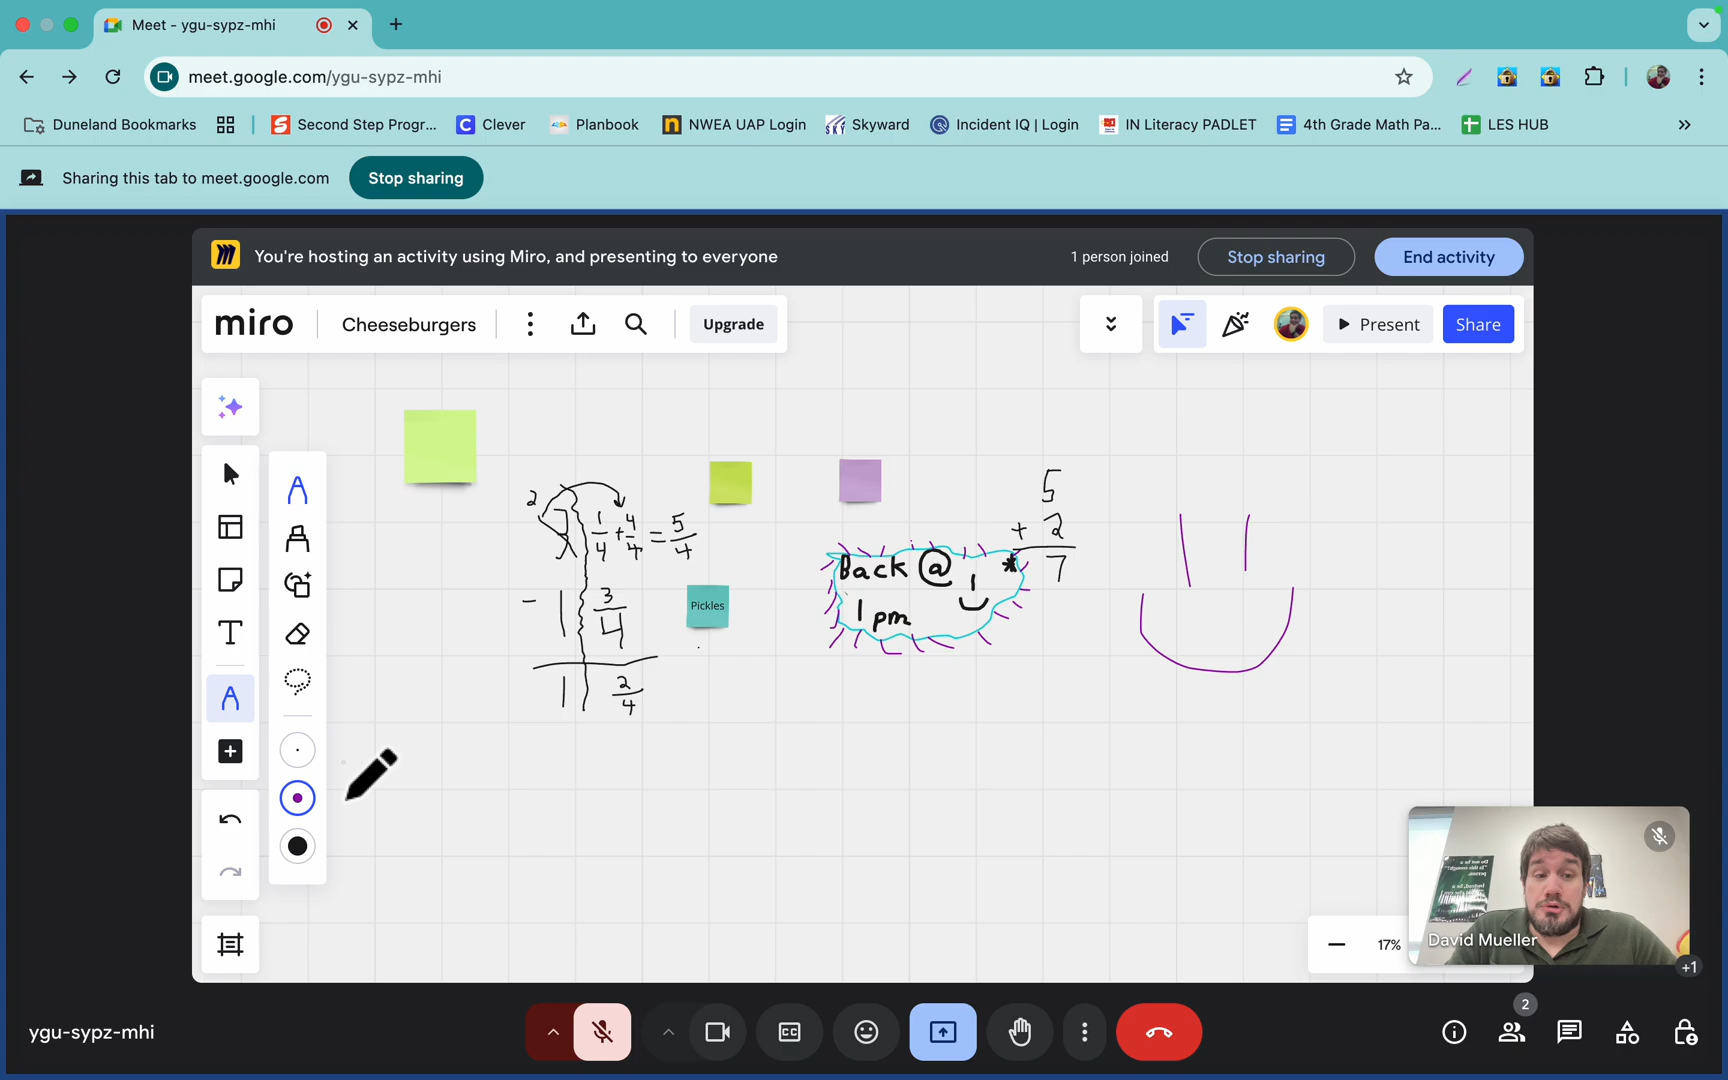 Meet - ygu-sypz-mhi
meet.google.com/ygu-sypz-mhi
Duneland Bookmarks
Second Step Progr...
Clever
Planbook
NWEA UAP Login
Skyward
Incident IQ | Login
IN Literacy PADLET
4th Grade Math Pa...
LES HUB
Sharing this tab to meet.google.com
Stop sharing
You're hosting an activity using Miro, and presenting to everyone
1 person joined
Stop sharing
End activity
miro
Cheeseburgers
Upgrade
Present
Share
2 3 1/4 + 4/4 = 5/4
- 1 3/4
1 2/4
Pickles
Back @
1 pm
*
5
+ 2
7
17%
David Mueller
+1
ygu-sypz-mhi
CC
2